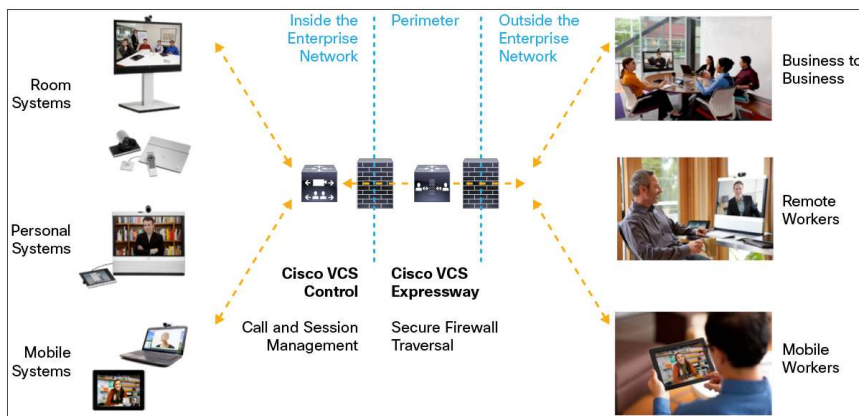 Room
Systems
Personal
Systems
Mobile
Systems
Inside the
Enterprise
Network
Perimeter
Outside the
Enterprise
Network
Cisco VCS
Control
Call and Session
Management
Cisco VCS
Expressway
Secure Firewall
Traversal
Business to
Business
Remote
Workers
Mobile
Workers